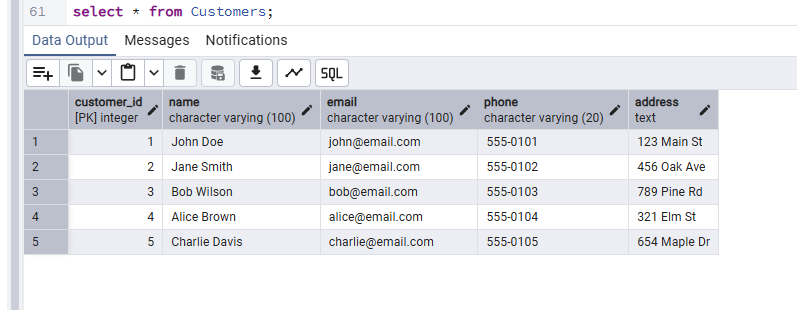 61 select * from Customers;
Data Output Messages Notifications
SQL
customer_id name email phone address
[PK] integer character varying (100) character varying (100) character varying (20) text
1 1 John Doe john@email.com 555-0101 123 Main St
2 2 Jane Smith jane@email.com 555-0102 456 Oak Ave
3 3 Bob Wilson bob@email.com 555-0103 789 Pine Rd
4 4 Alice Brown alice@email.com 555-0104 321 Elm St
5 5 Charlie Davis charlie@email.com 555-0105 654 Maple Dr